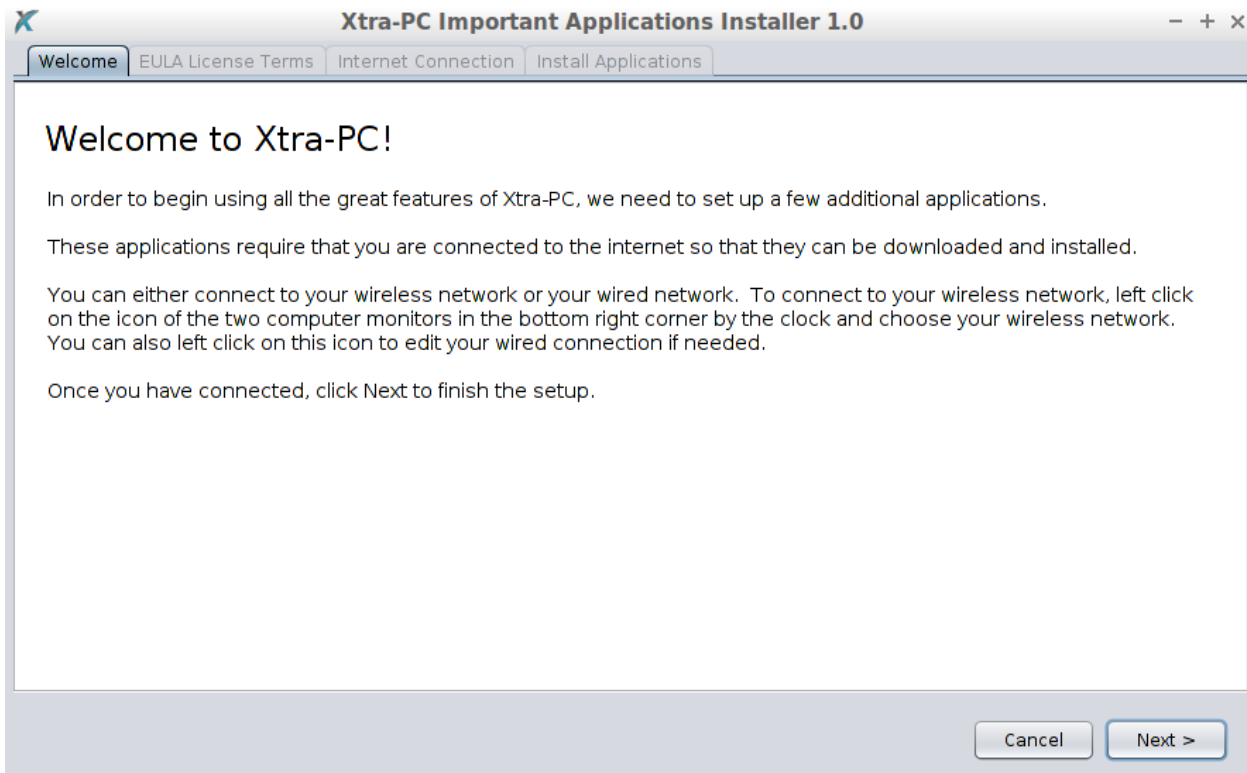 Xtra-PC Important Applications Installer 1.0
Welcome EULA License Terms Internet Connection Install Applications
Welcome to Xtra-PC!
In order to begin using all the great features of Xtra-PC, we need to set up a few additional applications.
These applications require that you are connected to the internet so that they can be downloaded and installed.
You can either connect to your wireless network or your wired network.  To connect to your wireless network, left click
on the icon of the two computer monitors in the bottom right corner by the clock and choose your wireless network.
You can also left click on this icon to edit your wired connection if needed.
Once you have connected, click Next to finish the setup.
Cancel Next >